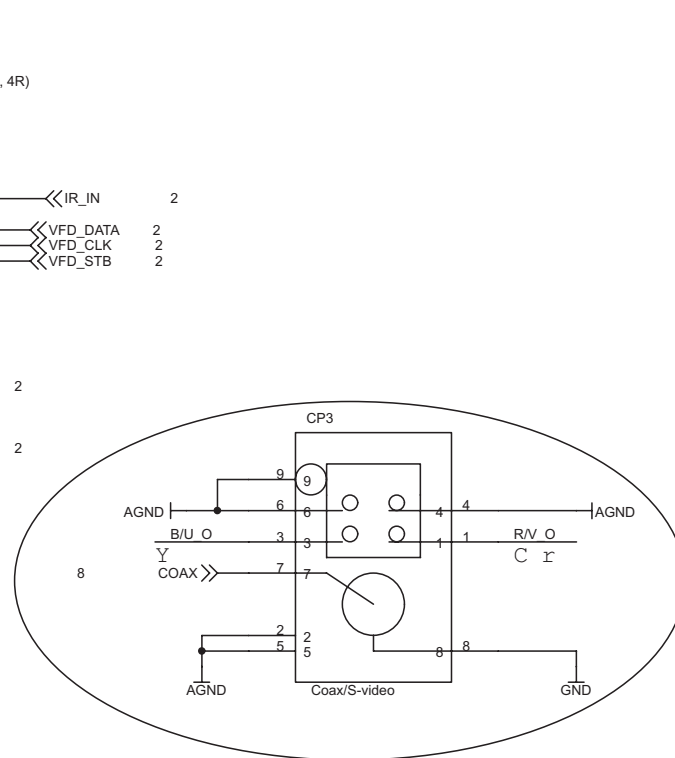 , 4R)
IR_IN 2
VFD_DATA 2
VFD_CLK 2
VFD_STB 2
2
2
CP3
9 9
AGND 6 6 4 4 AGND
B/U_O 3 3 1 1 R/V_O
Y C r
8 COAX 7 7
2 2
5 5 8 8
AGND Coax/S-video GND